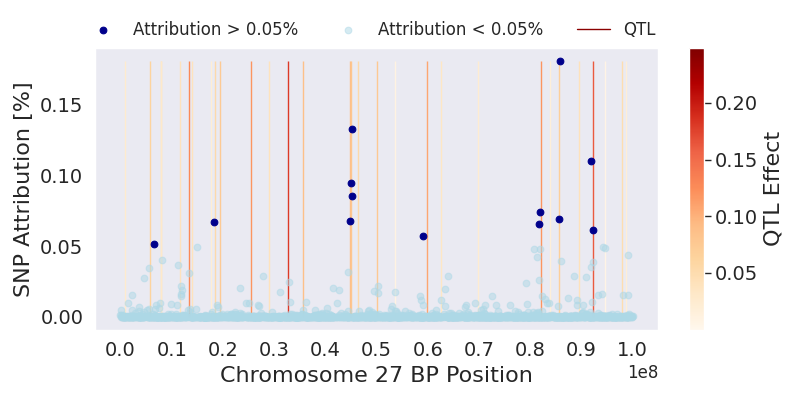 Attribution > 0.05% Attribution < 0.05% QTL
SNP Attribution [%]
0.15
0.10
0.05
0.00
0.0 0.1 0.2 0.3 0.4 0.5 0.6 0.7 0.8 0.9 1.0
1e8
Chromosome 27 BP Position
0.20
0.15
0.10
0.05
QTL Effect